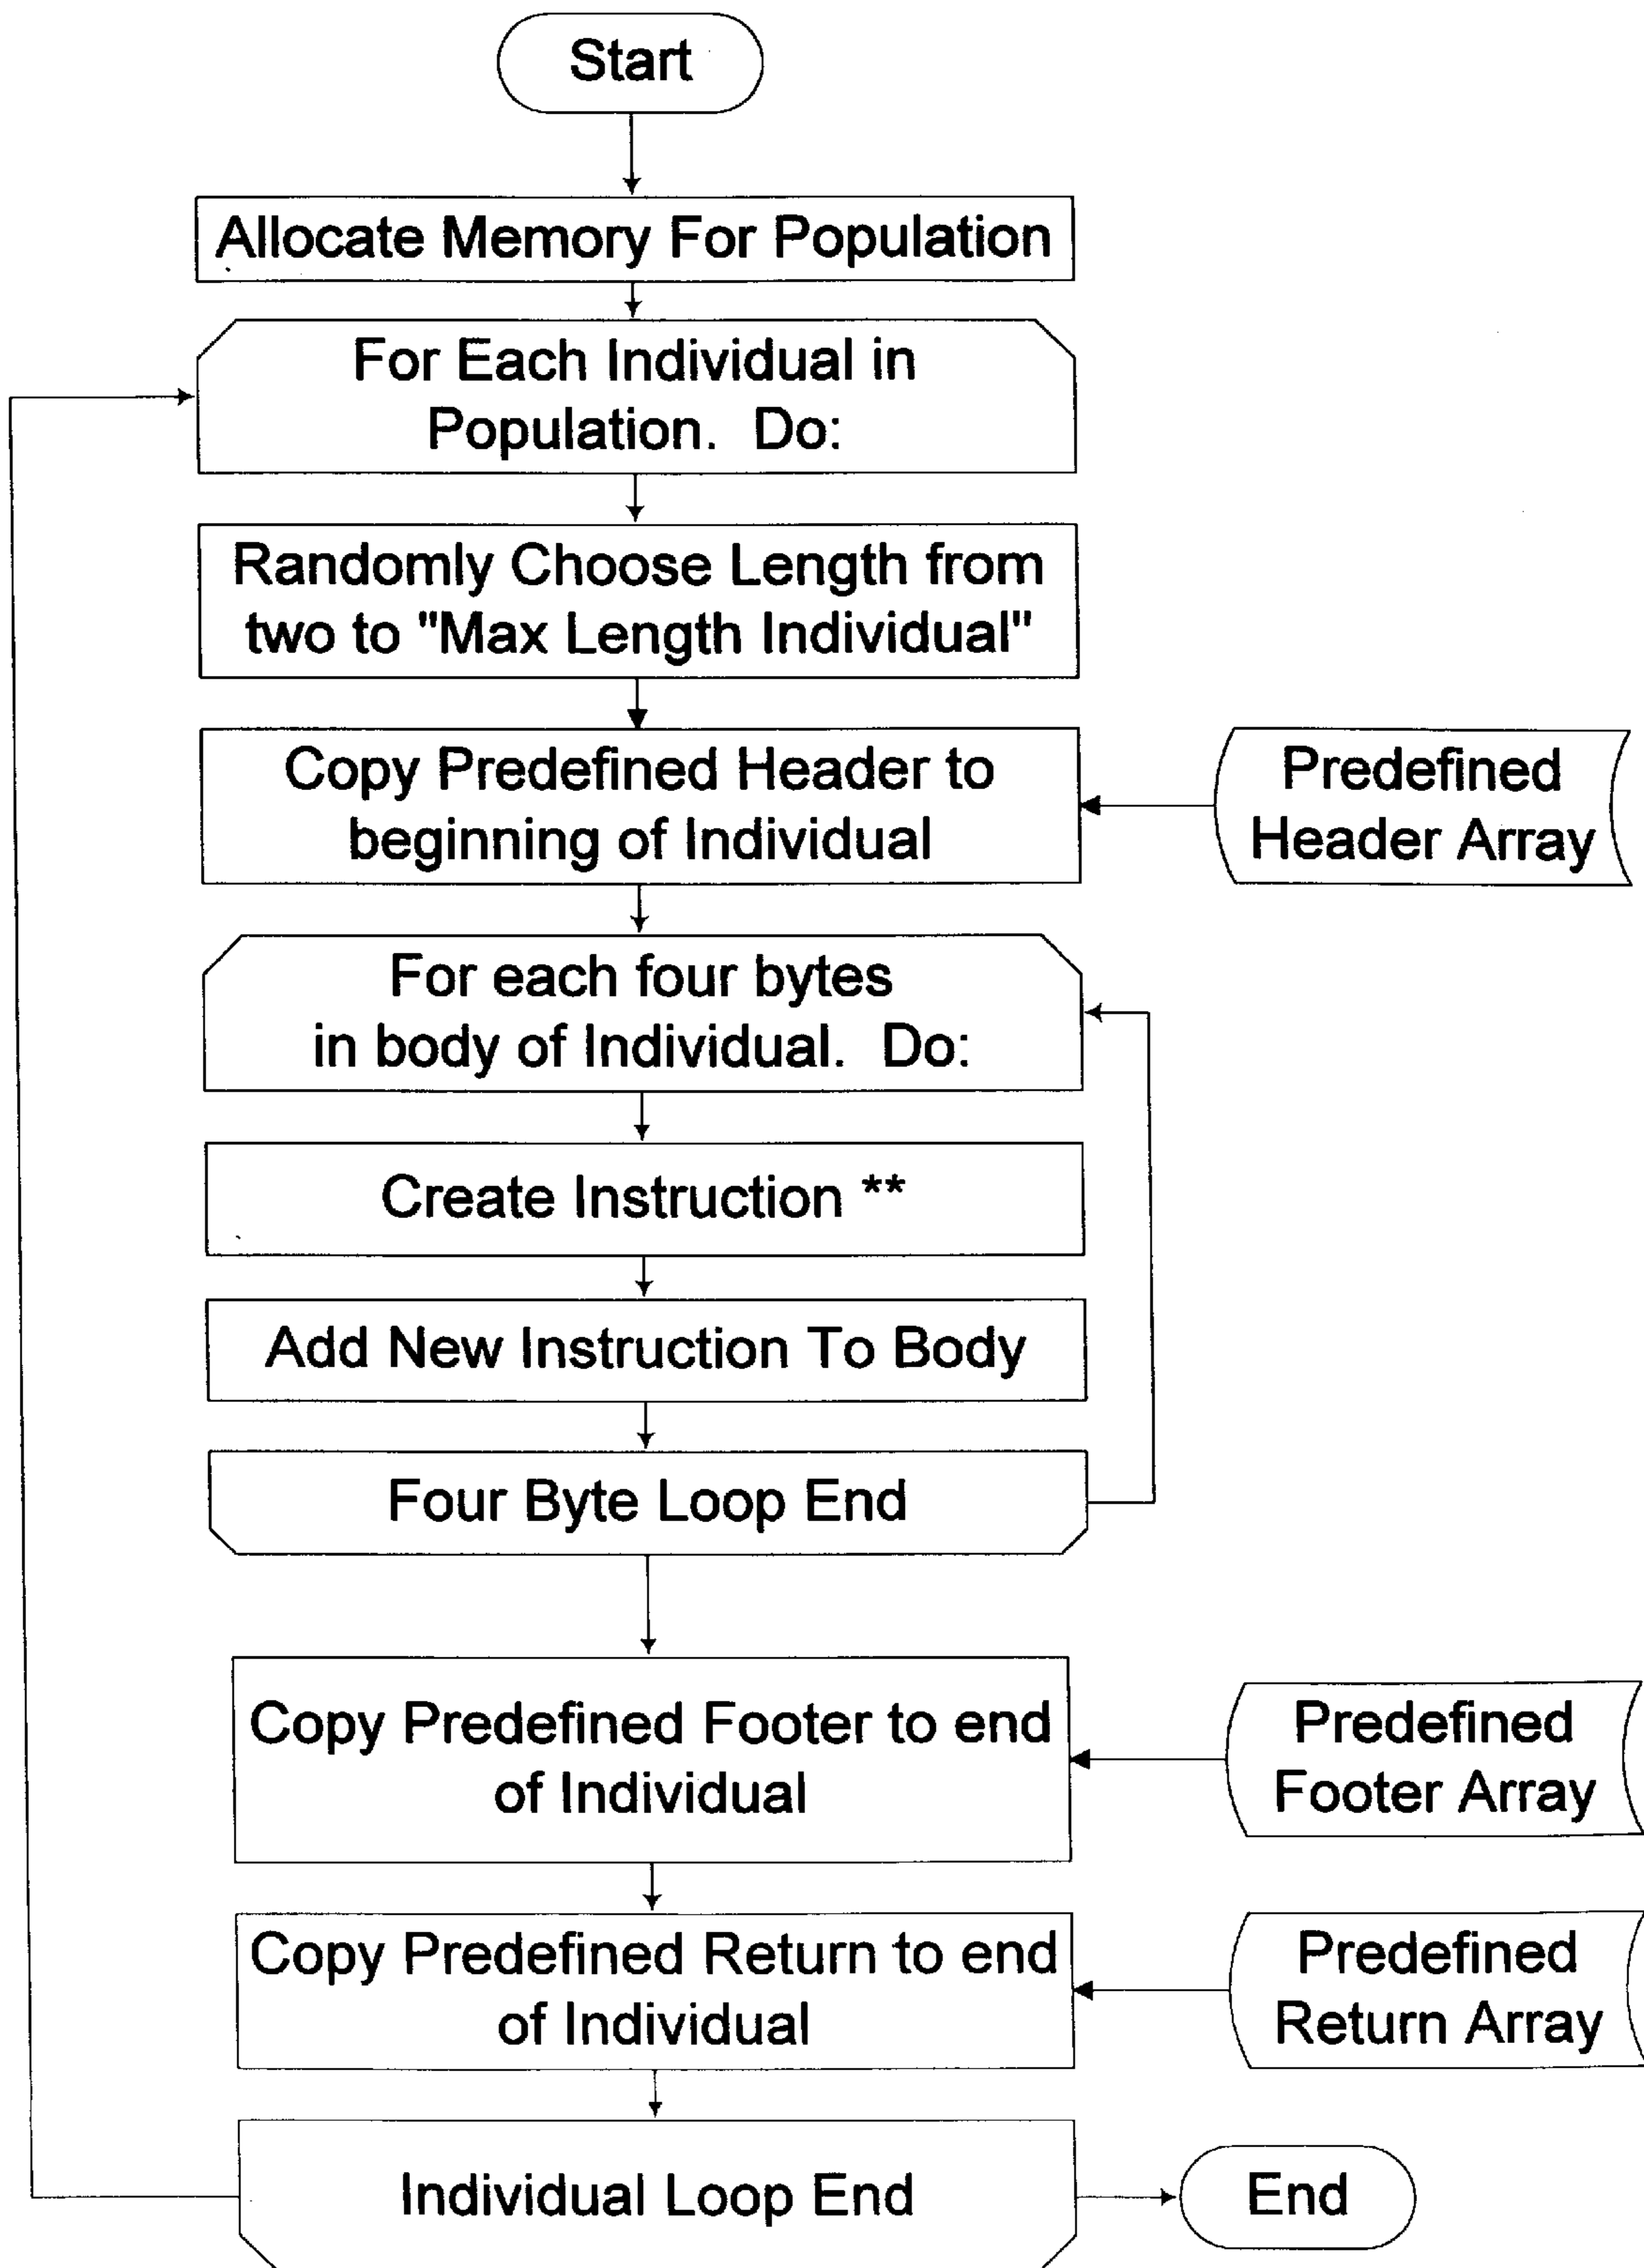 Start
Allocate Memory For Population
For Each Individual in
Population. Do:
Randomly Choose Length from
two to "Max Length Individual"
Copy Predefined Header to
beginning of Individual
Predefined
Header Array
For each four bytes
in body of Individual. Do:
Create Instruction **
Add New Instruction To Body
Four Byte Loop End
Copy Predefined Footer to end
of Individual
Predefined
Footer Array
Copy Predefined Return to end
of Individual
Predefined
Return Array
Individual Loop End
End